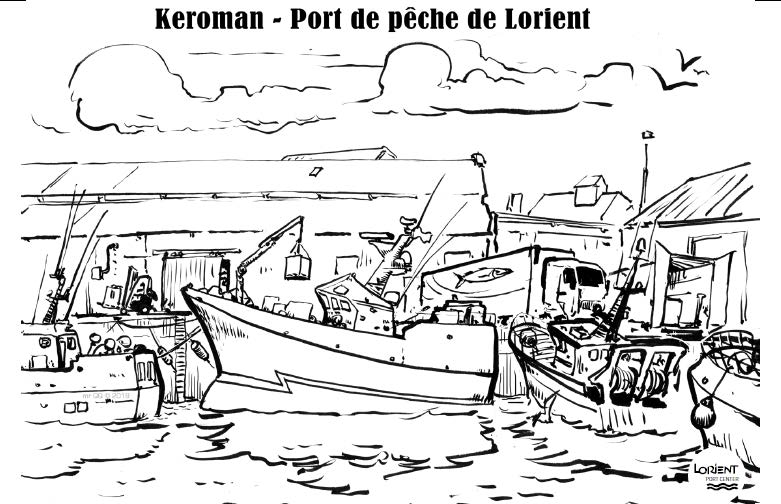 Keroman - Port de pêche de Lorient
LORIENT
PORT CENTER